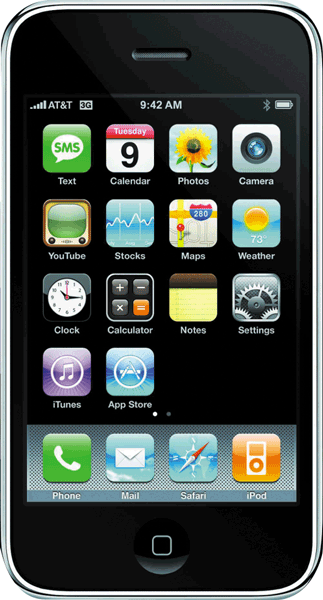 AT&T 3G 9:42 AM
SMS Tuesday
9 280
73°
Text Calendar Photos Camera
YouTube Stocks Maps Weather
Clock Calculator Notes Settings
iTunes App Store
Phone Mail Safari iPod